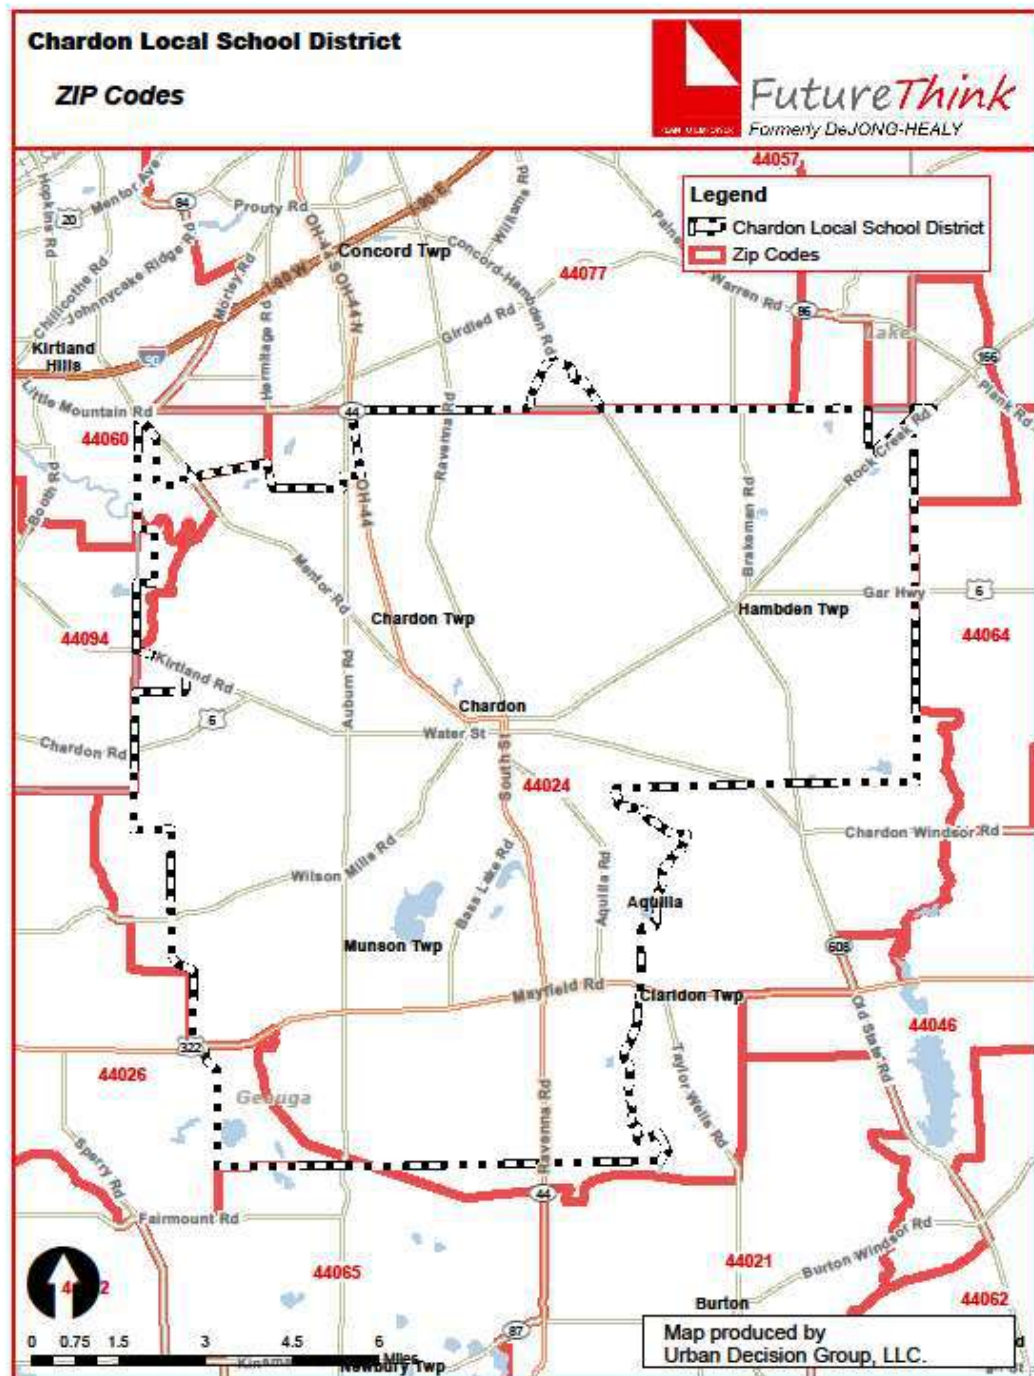 Chardon Local School District
ZIP Codes
FutureThink
Formerly DeJONG-HEALY
44057
Legend
Chardon Local School District
Zip Codes
Hopkins Rd
Mentor Ave
20
84
Prouty Rd
I-90 E
Williams Rd
Concord Twp
OH-44 S
OH-44 N
I-90 W
Concord-Hambden Rd
44077
Warren Rd
86
Lake
Chillicothe Rd
Johnnycake Ridge R
Morley Rd
Hermitage Rd
Girdled Rd
Kirtland
Hills
90
166
Plank Rd
Little Mountain Rd
44
44060
Ravenna Rd
Rock Creek Rd
Booth Rd
OH-44
Brakeman Rd
Mentor Rd
Gar Hwy
6
Chardon Twp
Hambden Twp
44094
44064
Kirtland Rd
Auburn Rd
Chardon
6
Water St
Chardon Rd
South St
44024
Chardon Windsor Rd
Wilson Mills Rd
Bass Lake Rd
Aquilla Rd
Aquilla
Munson Twp
608
Mayfield Rd
Claridon Twp
Old State Rd
44046
322
44026
Taylor Wells Rd
Geauga
Ravenna Rd
Sperry Rd
44
Fairmount Rd
Burton Windsor Rd
44065
44021
44062
Burton
0 0.75 1.5 3 4.5 6
Miles
87
Newbury Twp
Kinsma
Map produced by
Urban Decision Group, LLC.